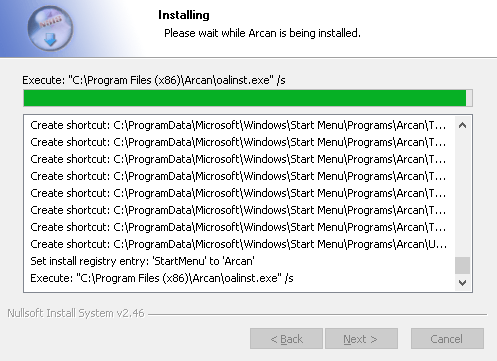 Installing
Please wait while Arcan is being installed.
Execute: "C:\Program Files (x86)\Arcan\oalinst.exe" /s
Create shortcut: C:\ProgramData\Microsoft\Windows\Start Menu\Programs\Arcan\T...
Create shortcut: C:\ProgramData\Microsoft\Windows\Start Menu\Programs\Arcan\T...
Create shortcut: C:\ProgramData\Microsoft\Windows\Start Menu\Programs\Arcan\T...
Create shortcut: C:\ProgramData\Microsoft\Windows\Start Menu\Programs\Arcan\T...
Create shortcut: C:\ProgramData\Microsoft\Windows\Start Menu\Programs\Arcan\T...
Create shortcut: C:\ProgramData\Microsoft\Windows\Start Menu\Programs\Arcan\T...
Create shortcut: C:\ProgramData\Microsoft\Windows\Start Menu\Programs\Arcan\T...
Create shortcut: C:\ProgramData\Microsoft\Windows\Start Menu\Programs\Arcan\U...
Set install registry entry: 'StartMenu' to 'Arcan'
Execute: "C:\Program Files (x86)\Arcan\oalinst.exe" /s
Nullsoft Install System v2.46
< Back Next > Cancel